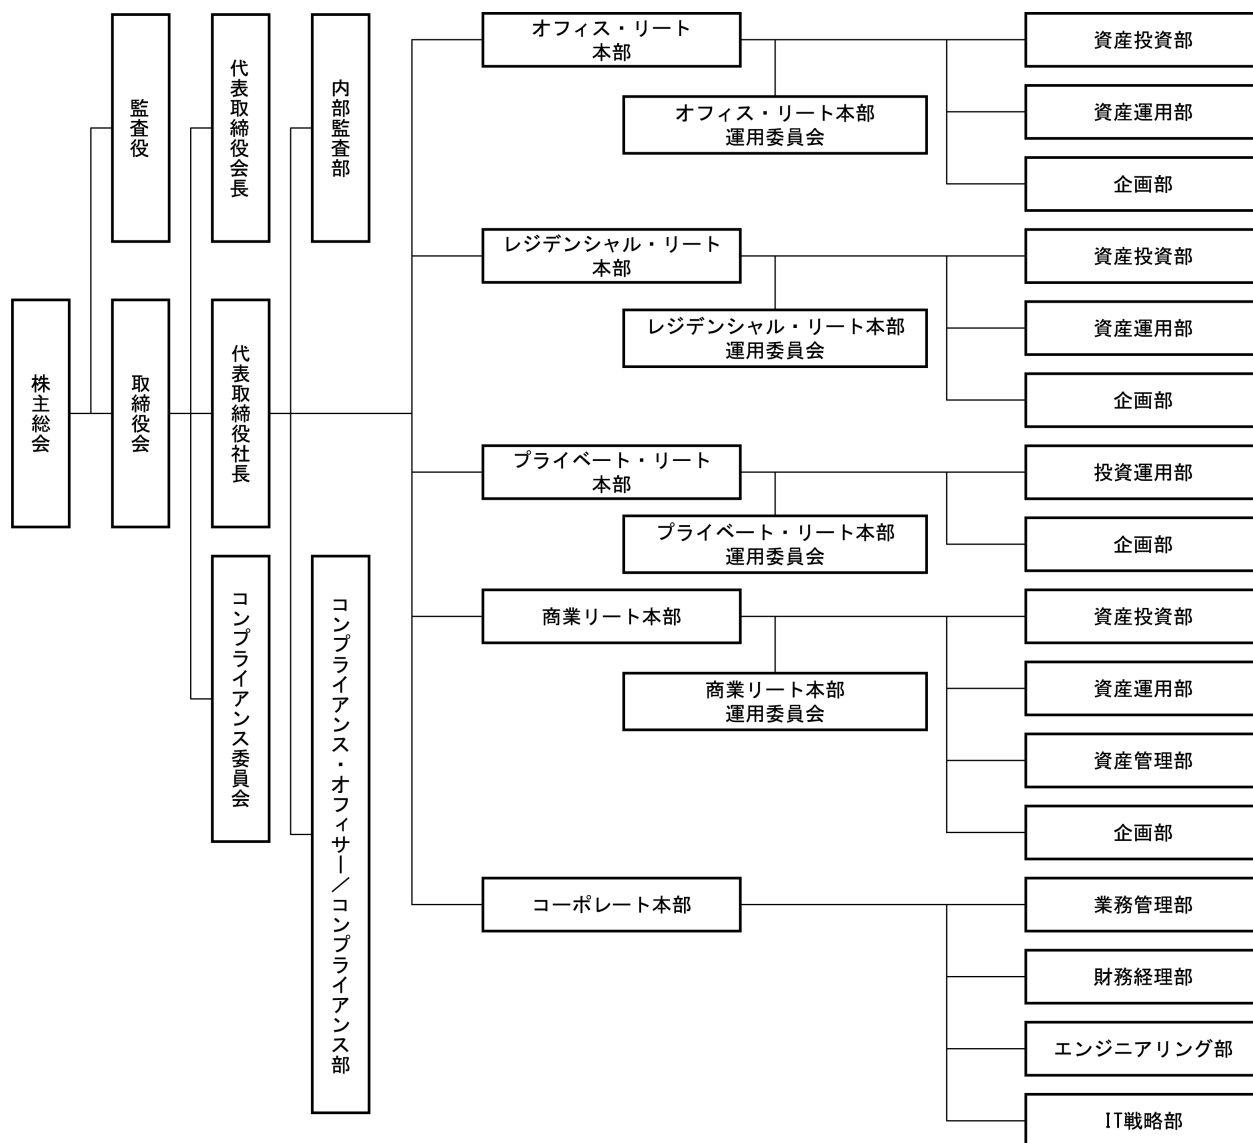 株主総会
監査役
取締役会
代表取締役会長
代表取締役社長
コンプライアンス委員会
内部監査部
コンプライアンス・オフィサー/コンプライアンス部
オフィス・リート
本部
オフィス・リート本部
運用委員会
資産投資部
資産運用部
企画部
レジデンシャル・リート
本部
レジデンシャル・リート本部
運用委員会
資産投資部
資産運用部
企画部
プライベート・リート
本部
プライベート・リート本部
運用委員会
投資運用部
企画部
商業リート本部
商業リート本部
運用委員会
資産投資部
資産運用部
資産管理部
企画部
コーポレート本部
業務管理部
財務経理部
エンジニアリング部
IT戦略部